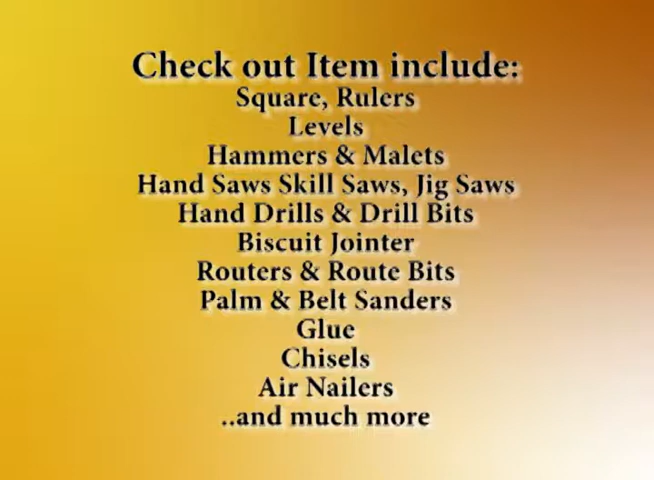 Check out Item include:
Square, Rulers
Levels
Hammers & Malets
Hand Saws Skill Saws, Jig Saws
Hand Drills & Drill Bits
Biscuit Jointer
Routers & Route Bits
Palm & Belt Sanders
Glue
Chisels
Air Nailers
..and much more